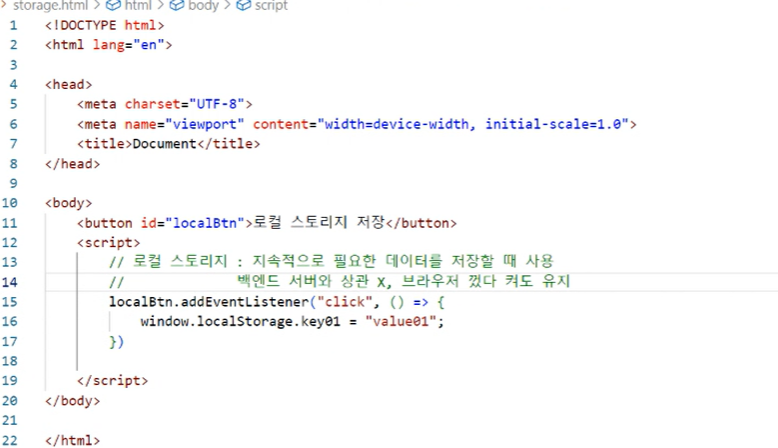 storage.html > html > body > script
1 <!DOCTYPE html>
2 <html lang="en">
3
4 <head>
5 <meta charset="UTF-8">
6 <meta name="viewport" content="width=device-width, initial-scale=1.0">
7 <title>Document</title>
8 </head>
9
10 <body>
11 <button id="localBtn">로컬 스토리지 저장</button>
12 <script>
13 // 로컬 스토리지 : 지속적으로 필요한 데이터를 저장할 때 사용
14 // 백엔드 서버와 상관 X, 브라우저 껐다 켜도 유지
15 localBtn.addEventListener("click", () => {
16 window.localStorage.key01 = "value01";
17 })
18
19 </script>
20 </body>
21
22 </html>